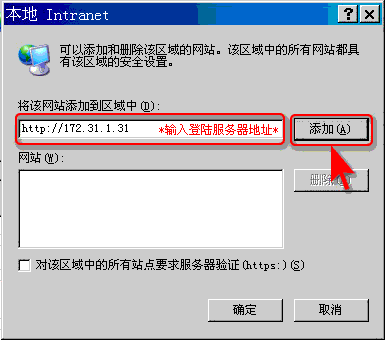 本地 Intranet
可以添加和删除该区域的网站。该区域中的所有网站都具
有该区域的安全设置。
将该网站添加到区域中(D):
http://172.31.1.31 *输入登陆服务器地址*
添加(A)
网站(W):
删除
对该区域中的所有站点要求服务器验证(https:)(S)
确定 取消